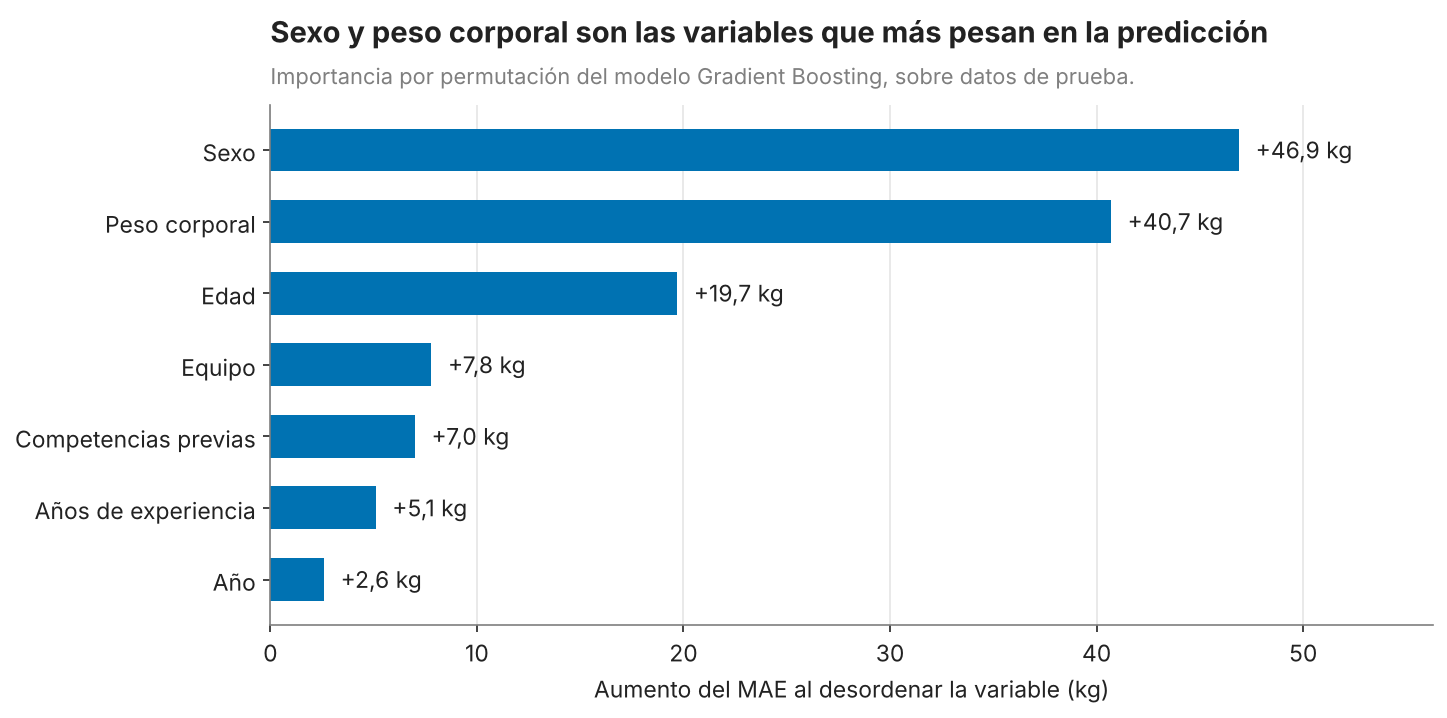 Sexo y peso corporal son las variables que más pesan en la predicción
Importancia por permutación del modelo Gradient Boosting, sobre datos de prueba.
Sexo +46,9 kg
Peso corporal +40,7 kg
Edad +19,7 kg
Equipo +7,8 kg
Competencias previas +7,0 kg
Años de experiencia +5,1 kg
Año +2,6 kg
0 10 20 30 40 50
Aumento del MAE al desordenar la variable (kg)